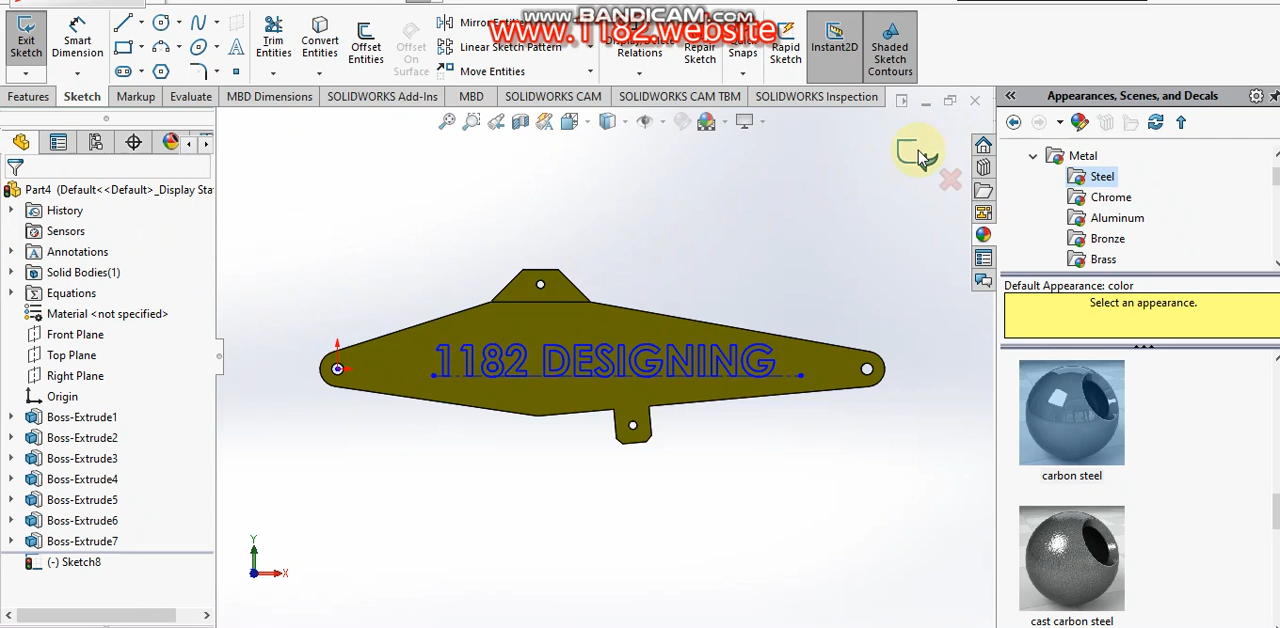 www.BANDICAM.com
www.1182.website
Exit Sketch
Smart Dimension
Trim Entities
Convert Entities
Offset Entities
Offset On Surface
Mirror Entities
Linear Sketch Pattern
Move Entities
Display/Delete Relations
Repair Sketch
Quick Snaps
Rapid Sketch
Instant2D
Shaded Sketch Contours
Features
Sketch
Markup
Evaluate
MBD Dimensions
SOLIDWORKS Add-Ins
MBD
SOLIDWORKS CAM
SOLIDWORKS CAM TBM
SOLIDWORKS Inspection
Part4 (Default<<Default>_Display Sta
History
Sensors
Annotations
Solid Bodies(1)
Equations
Material <not specified>
Front Plane
Top Plane
Right Plane
Origin
Boss-Extrude1
Boss-Extrude2
Boss-Extrude3
Boss-Extrude4
Boss-Extrude5
Boss-Extrude6
Boss-Extrude7
(-) Sketch8
1182 DESIGNING
Y
X
Appearances, Scenes, and Decals
Metal
Steel
Chrome
Aluminum
Bronze
Brass
Default Appearance: color
Select an appearance.
carbon steel
cast carbon steel